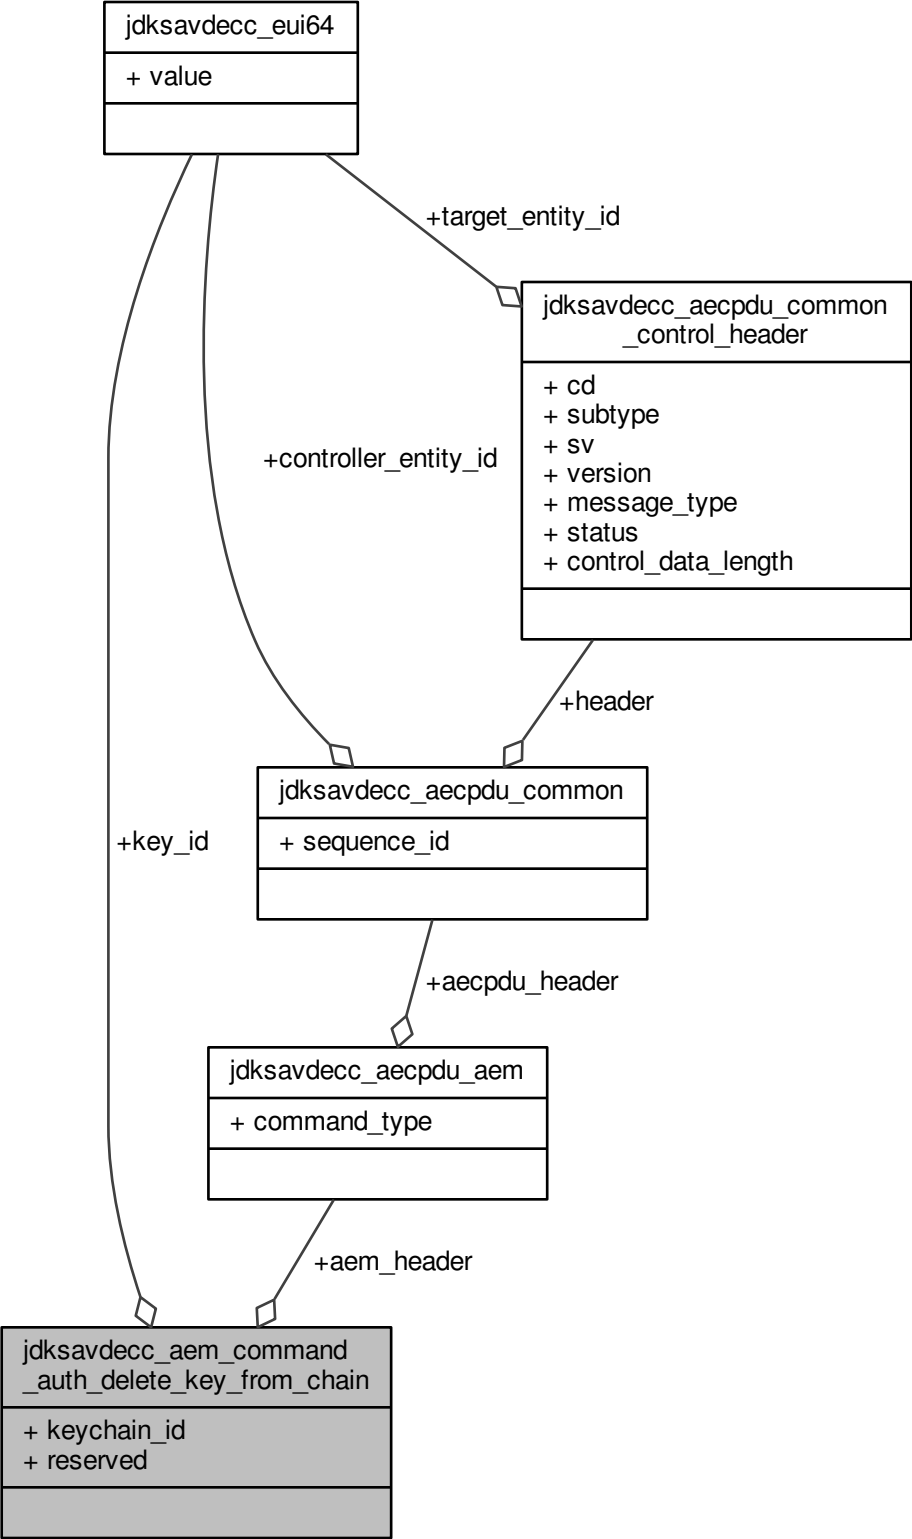 jdksavdecc_eui64
+ value
+target_entity_id
jdksavdecc_aecpdu_common
_control_header
+ cd
+ subtype
+ sv
+ version
+ message_type
+ status
+ control_data_length
+controller_entity_id
+header
jdksavdecc_aecpdu_common
+ sequence_id
+key_id
+aecpdu_header
jdksavdecc_aecpdu_aem
+ command_type
+aem_header
jdksavdecc_aem_command
_auth_delete_key_from_chain
+ keychain_id
+ reserved